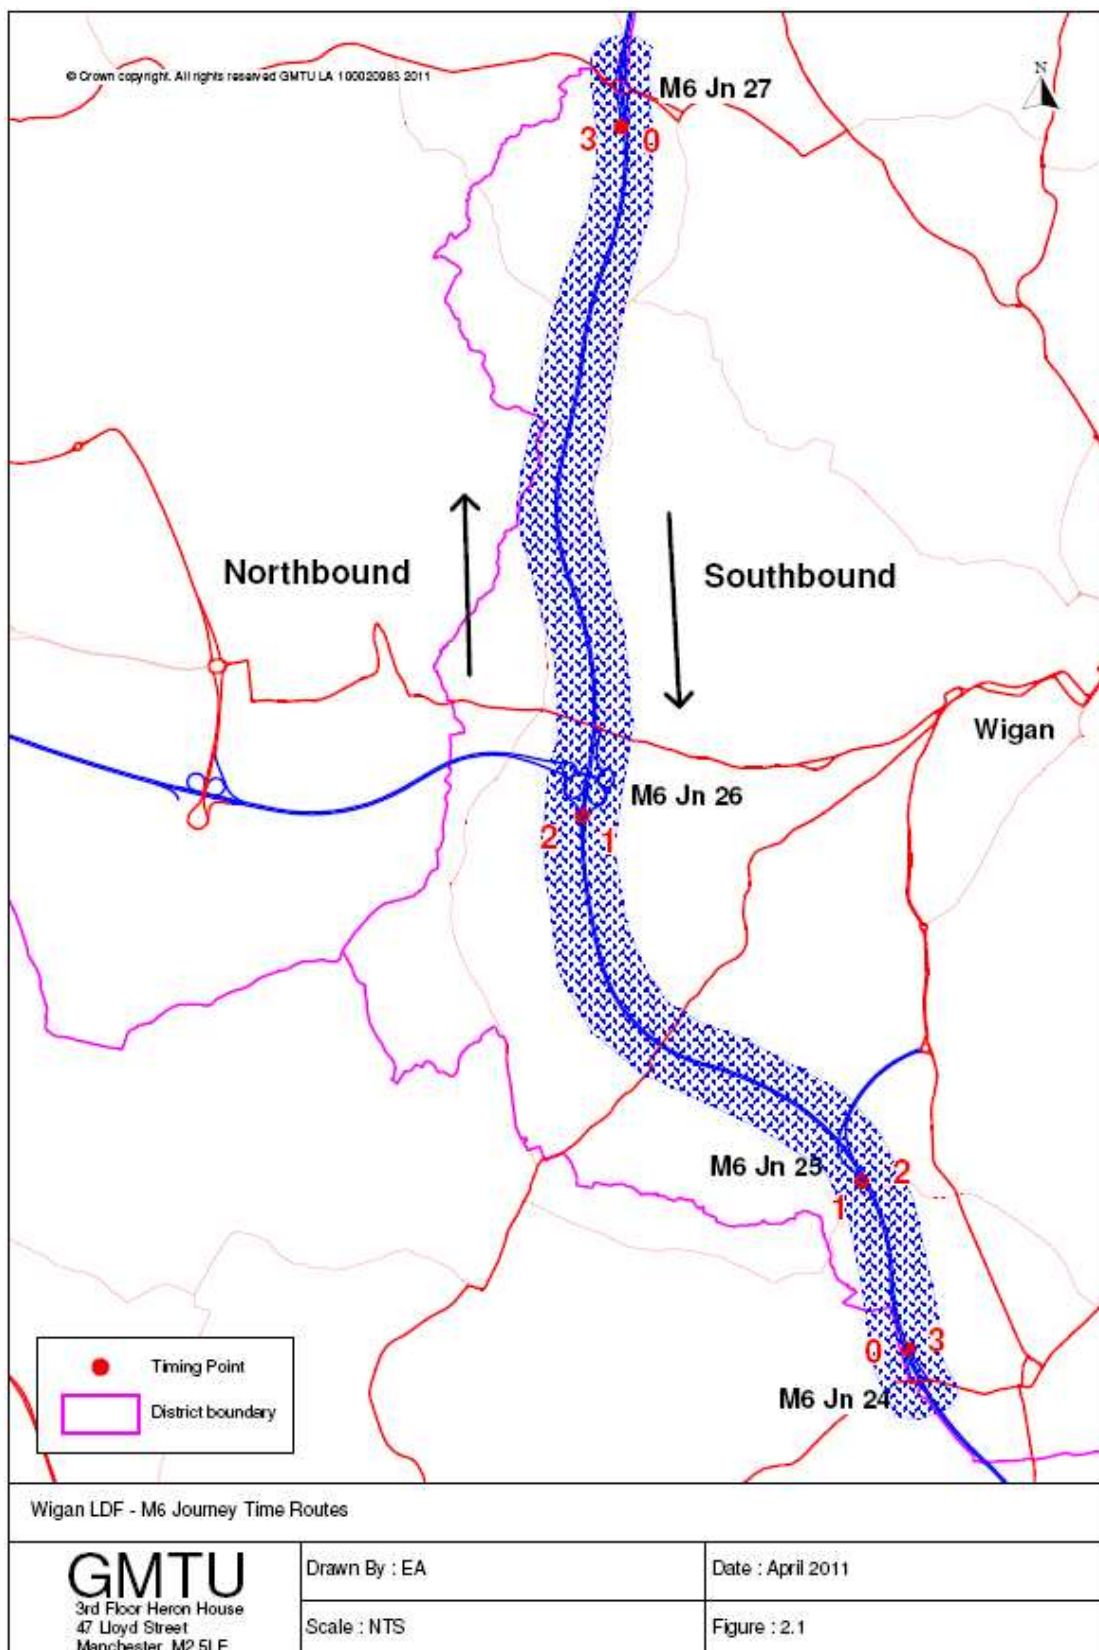 © Crown copyright. All rights reserved GMTU LA 100020983 2011
N
M6 Jn 27
3 0
Northbound
Southbound
Wigan
M6 Jn 26
2 1
M6 Jn 25
2
1
0 3
M6 Jn 24
Timing Point
District boundary
Wigan LDF - M6 Journey Time Routes
GMTU
3rd Floor Heron House
47 Lloyd Street
Manchester, M2 5LE
Drawn By : EA
Date : April 2011
Scale : NTS
Figure : 2.1